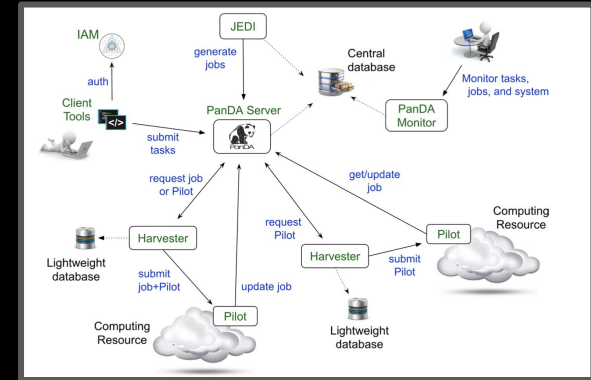 JEDI
IAM
generate
jobs
Central
database
auth
Monitor tasks,
jobs, and system
Client
Tools
</>
PanDA Server
PanDA
Monitor
PanDA
submit
tasks
get/update
job
request job
or Pilot
Computing
Resource
request
Pilot
Pilot
Harvester
Harvester
submit
Pilot
Lightweight
database
submit
job+Pilot
update job
Pilot
Computing
Resource
Lightweight
database